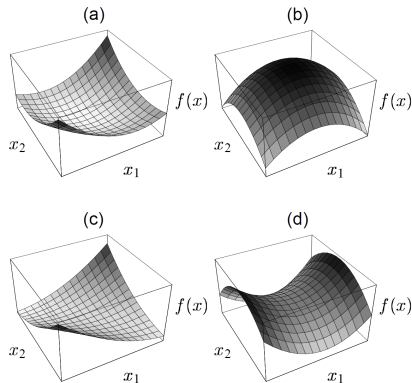 (a) (b)
f(x) f(x)
x₂ x₁ x₂ x₁
(c) (d)
f(x) f(x)
x₂ x₁ x₂ x₁